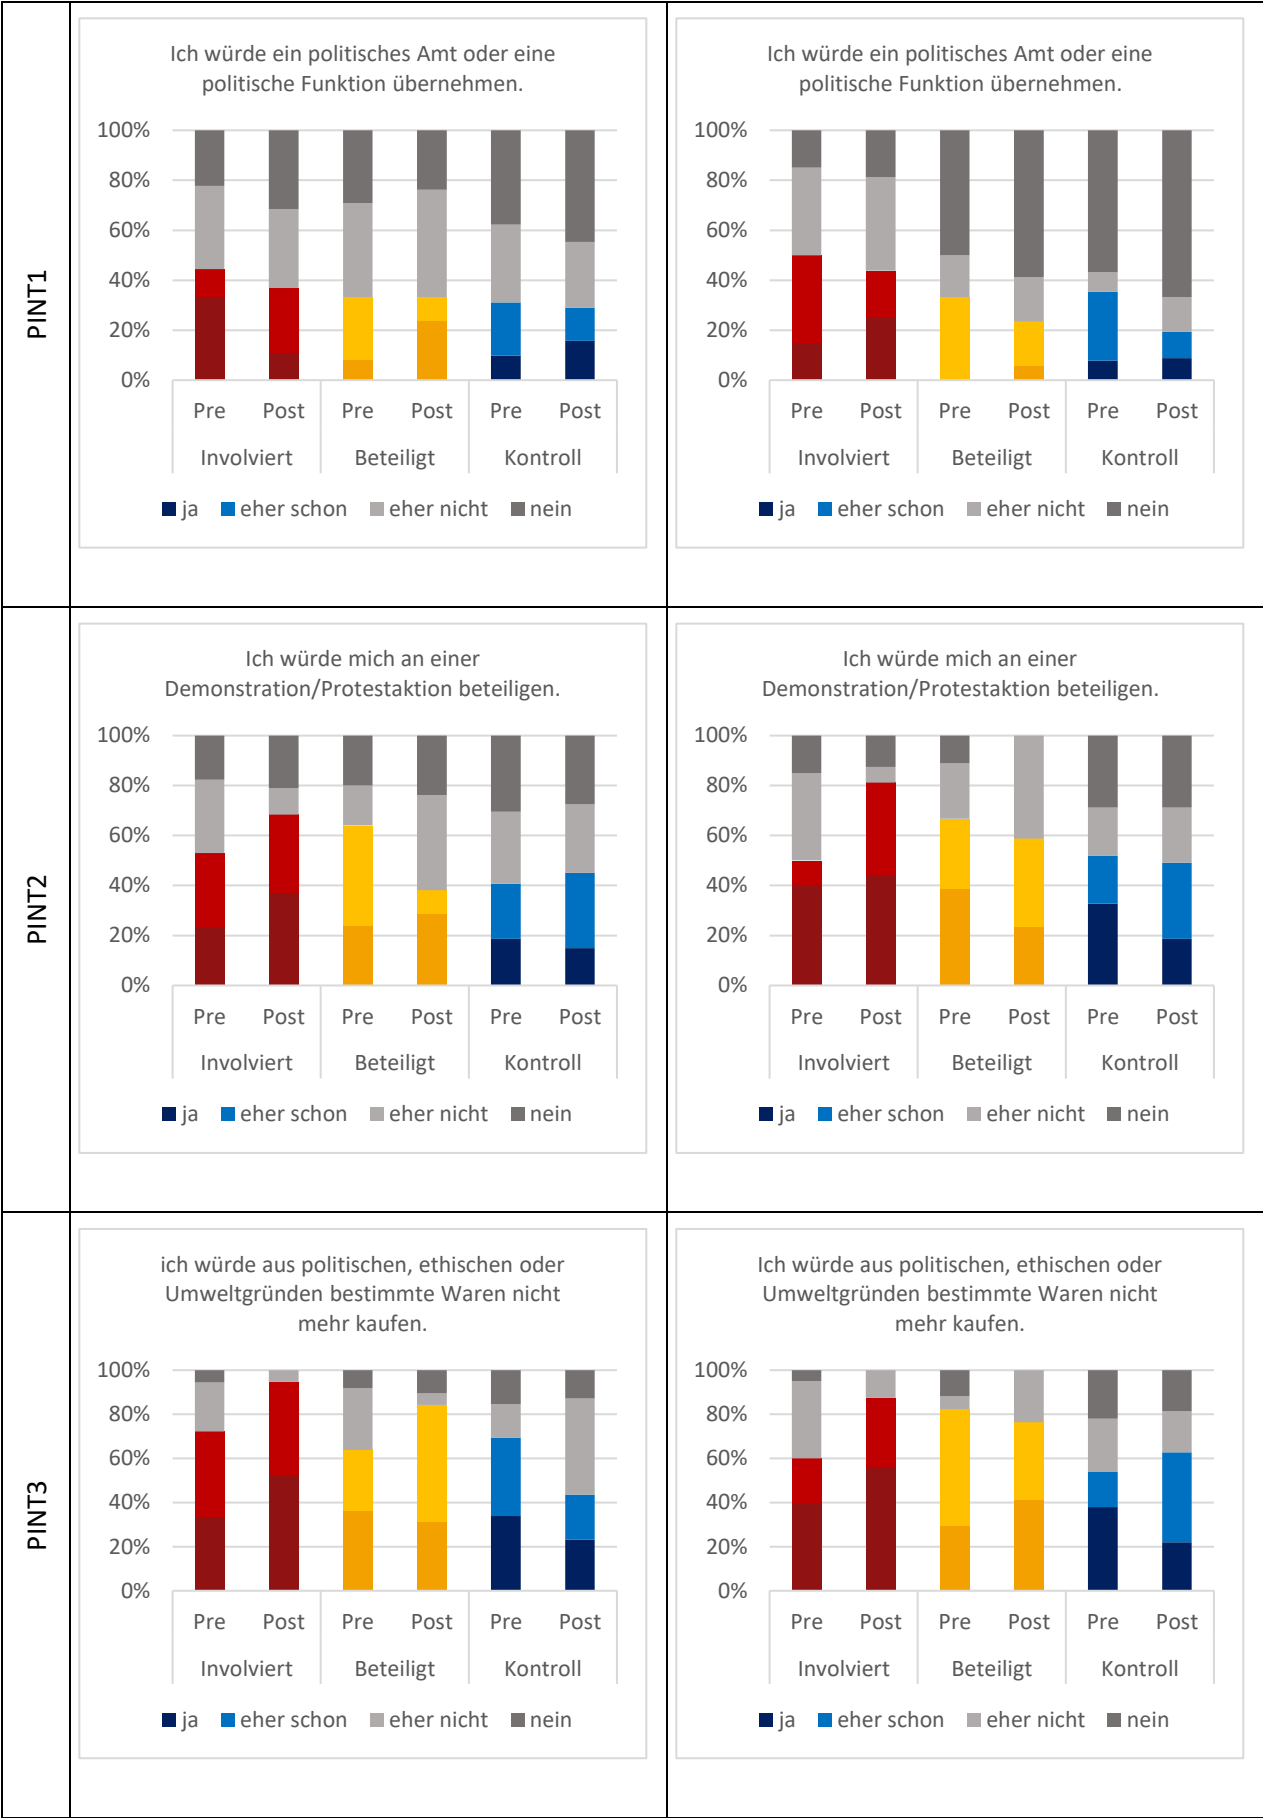 PINT1
Ich würde ein politisches Amt oder eine
politische Funktion übernehmen.
100%
80%
60%
40%
20%
0%
Pre Post Pre Post Pre Post
Involviert Beteiligt Kontroll
ja eher schon eher nicht nein
Ich würde ein politisches Amt oder eine
politische Funktion übernehmen.
100%
80%
60%
40%
20%
0%
Pre Post Pre Post Pre Post
Involviert Beteiligt Kontroll
ja eher schon eher nicht nein
PINT2
Ich würde mich an einer
Demonstration/Protestaktion beteiligen.
100%
80%
60%
40%
20%
0%
Pre Post Pre Post Pre Post
Involviert Beteiligt Kontroll
ja eher schon eher nicht nein
Ich würde mich an einer
Demonstration/Protestaktion beteiligen.
100%
80%
60%
40%
20%
0%
Pre Post Pre Post Pre Post
Involviert Beteiligt Kontroll
ja eher schon eher nicht nein
PINT3
ich würde aus politischen, ethischen oder
Umweltgründen bestimmte Waren nicht
mehr kaufen.
100%
80%
60%
40%
20%
0%
Pre Post Pre Post Pre Post
Involviert Beteiligt Kontroll
ja eher schon eher nicht nein
Ich würde aus politischen, ethischen oder
Umweltgründen bestimmte Waren nicht
mehr kaufen.
100%
80%
60%
40%
20%
0%
Pre Post Pre Post Pre Post
Involviert Beteiligt Kontroll
ja eher schon eher nicht nein